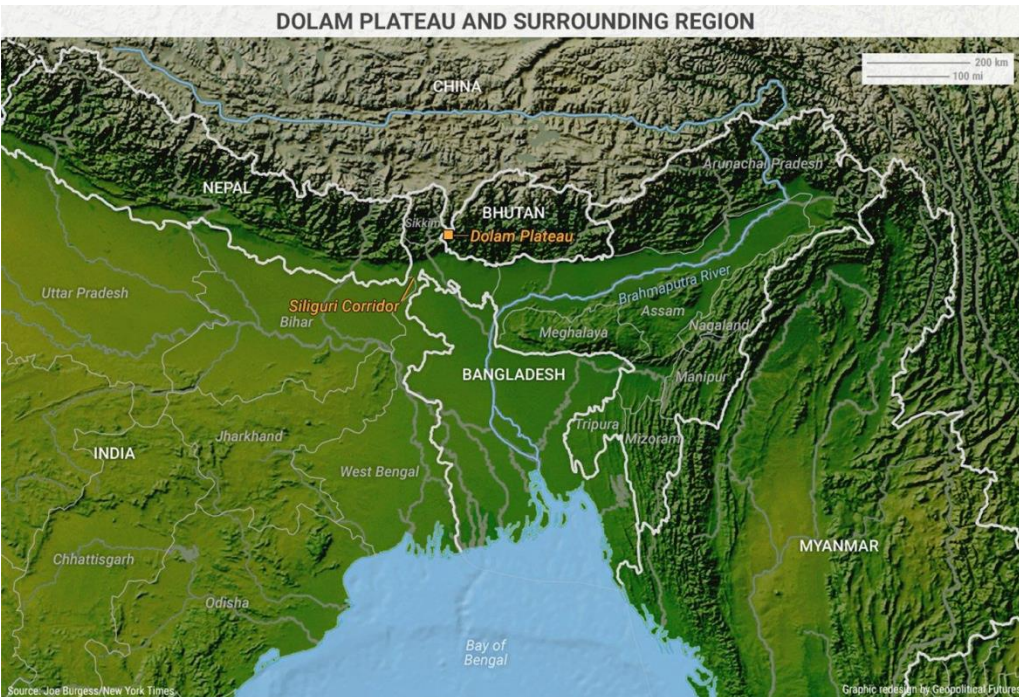 DOLAM PLATEAU AND SURROUNDING REGION
200 km
100 mi
CHINA
Arunachal Pradesh
NEPAL
BHUTAN
Sikkim
Dolam Plateau
Brahmaputra River
Uttar Pradesh
Siliguri Corridor
Bihar
Assam
Meghalaya
Nagaland
BANGLADESH
Manipur
Tripura
Mizoram
Jharkhand
INDIA
West Bengal
MYANMAR
Chhattisgarh
Odisha
Bay of
Bengal
Source: Joe Burgess/New York Times
Graphic redesign by Geopolitical Futures